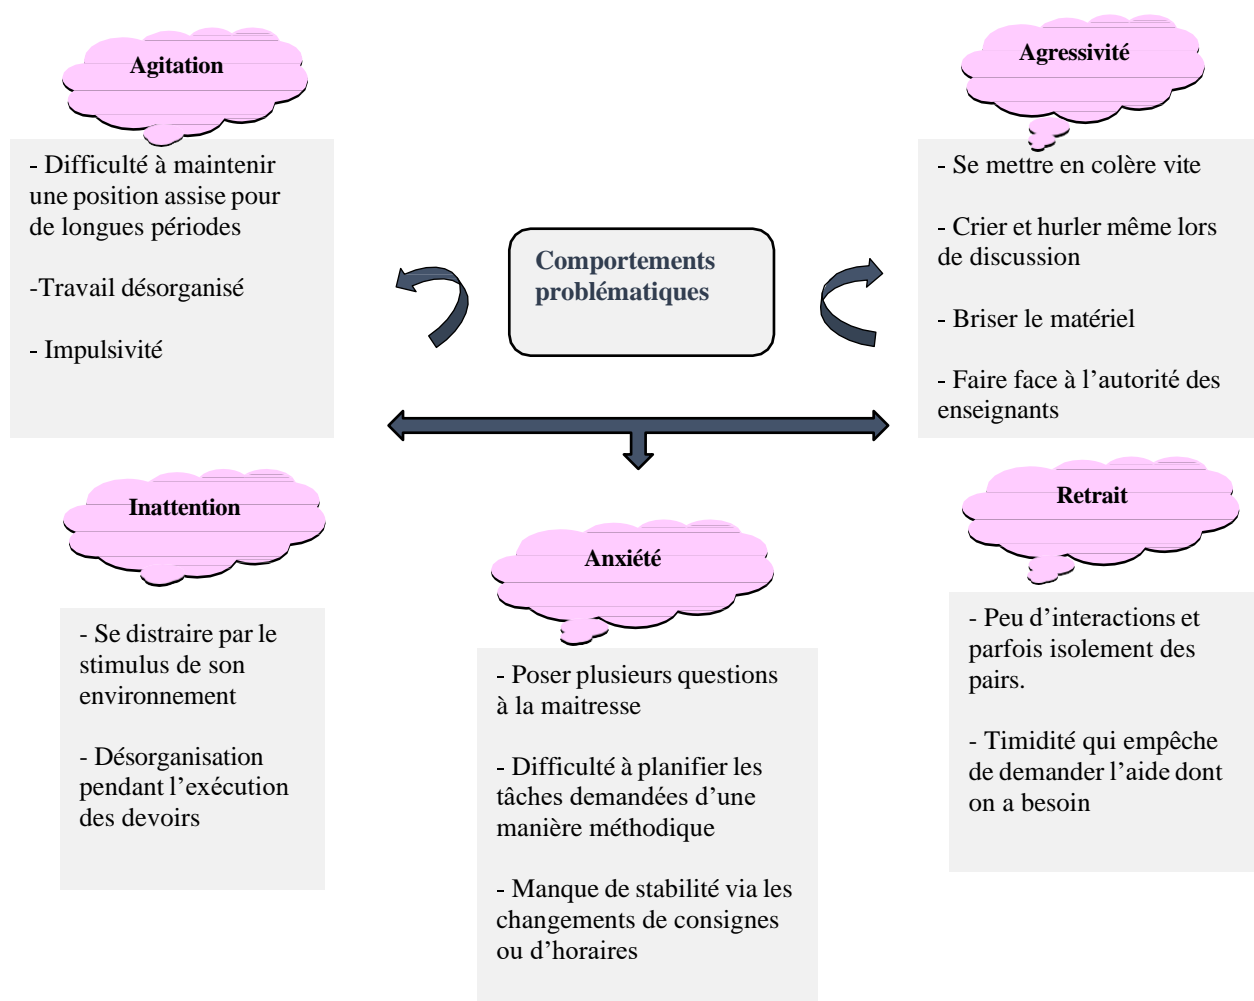 Agitation
- Difficulté à maintenir
une position assise pour
de longues périodes
-Travail désorganisé
- Impulsivité
Comportements
problématiques
Agressivité
- Se mettre en colère vite
- Crier et hurler même lors
de discussion
- Briser le matériel
- Faire face à l’autorité des
enseignants
Inattention
- Se distraire par le
stimulus de son
environnement
- Désorganisation
pendant l’exécution
des devoirs
Anxiété
- Poser plusieurs questions
à la maitresse
- Difficulté à planifier les
tâches demandées d’une
manière méthodique
- Manque de stabilité via les
changements de consignes
ou d’horaires
Retrait
- Peu d’interactions et
parfois isolement des
pairs.
- Timidité qui empêche
de demander l’aide dont
on a besoin